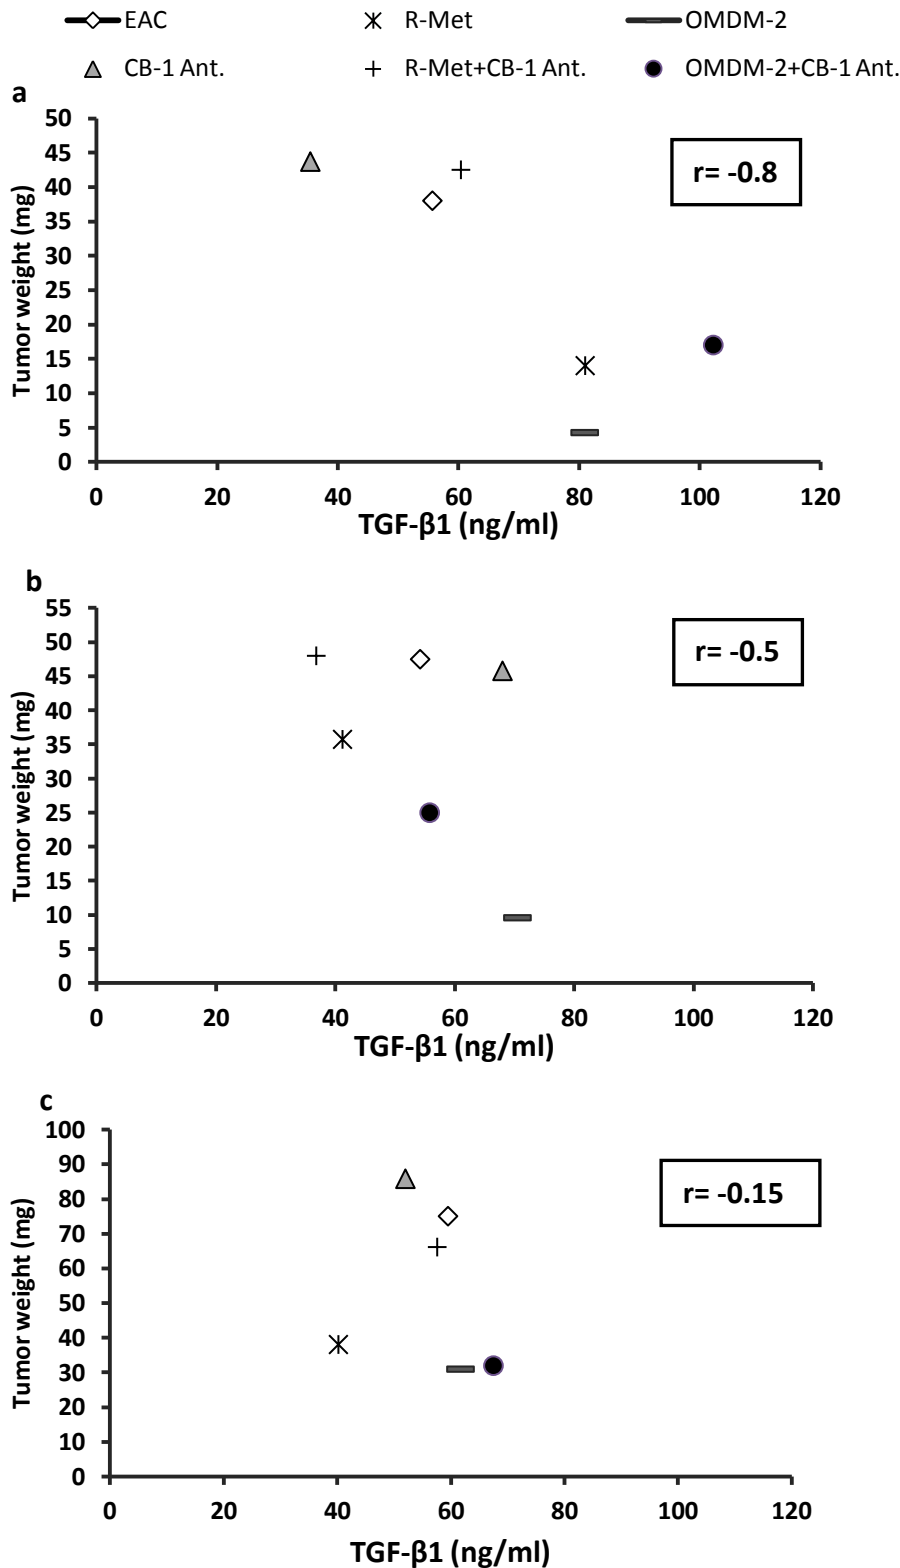 EAC R-Met OMDM-2
CB-1 Ant. R-Met+CB-1 Ant. OMDM-2+CB-1 Ant.
a
50
45
40
35
30
25
20
15
10
5
0
Tumor weight (mg)
r= -0.8
0 20 40 60 80 100 120
TGF-β1 (ng/ml)
b
55
50
45
40
35
30
25
20
15
10
5
0
Tumor weight (mg)
r= -0.5
0 20 40 60 80 100 120
TGF-β1 (ng/ml)
c
100
90
80
70
60
50
40
30
20
10
0
Tumor weight (mg)
r= -0.15
0 20 40 60 80 100 120
TGF-β1 (ng/ml)